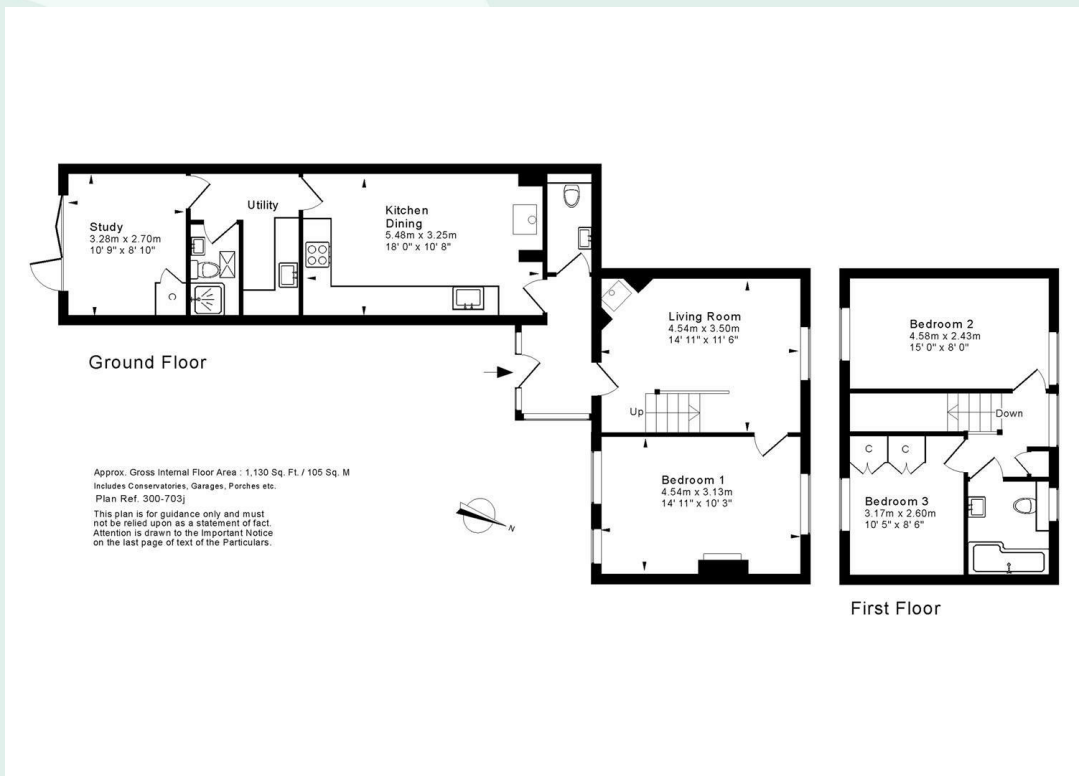 Study
3.28m x 2.70m
10' 9" x 8' 10"
C
Utility
Kitchen
Dining
5.48m x 3.25m
18' 0" x 10' 8"
Ground Floor
Living Room
4.54m x 3.50m
14' 11" x 11' 6"
Up
Bedroom 1
4.54m x 3.13m
14' 11" x 10' 3"
Bedroom 2
4.58m x 2.43m
15' 0" x 8' 0"
Down
C
C
Bedroom 3
3.17m x 2.60m
10' 5" x 8' 6"
First Floor
Approx. Gross Internal Floor Area : 1,130 Sq. Ft. / 105 Sq. M
Includes Conservatories, Garages, Porches etc.
Plan Ref. 300-703j
This plan is for guidance only and must
not be relied upon as a statement of fact.
Attention is drawn to the Important Notice
on the last page of text of the Particulars.
N